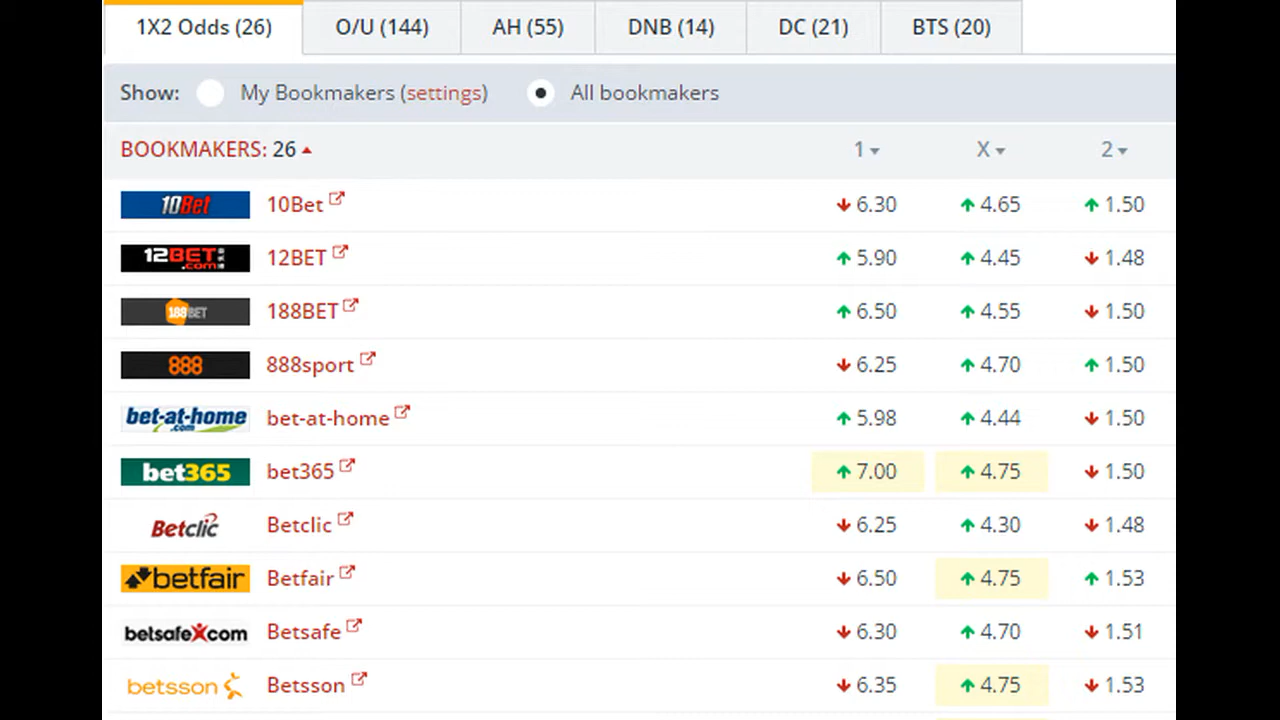 1X2 Odds (26) O/U (144) AH (55) DNB (14) DC (21) BTS (20)
Show: My Bookmakers (settings) All bookmakers
BOOKMAKERS: 26 1 X 2
10Bet 10Bet 6.30 4.65 1.50
12BET.com 12BET 5.90 4.45 1.48
188BET 188BET 6.50 4.55 1.50
888 888sport 6.25 4.70 1.50
bet-at-home.com bet-at-home 5.98 4.44 1.50
bet365 bet365 7.00 4.75 1.50
Betclic Betclic 6.25 4.30 1.48
betfair Betfair 6.50 4.75 1.53
betsafe.com Betsafe 6.30 4.70 1.51
betsson Betsson 6.35 4.75 1.53